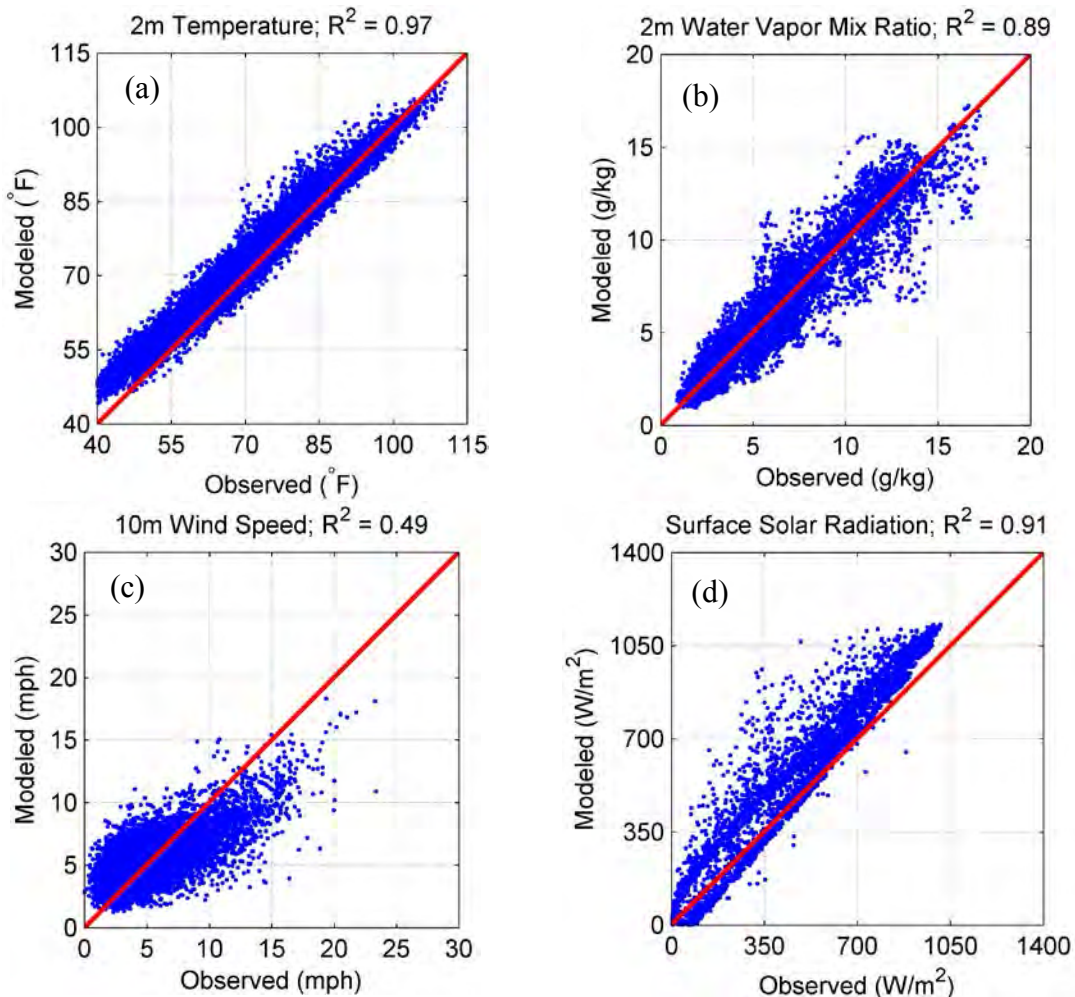 2m Temperature; R² = 0.97
(a)
115
100
85
70
55
40
Modeled (°F)
40 55 70 85 100 115
Observed (°F)
2m Water Vapor Mix Ratio; R² = 0.89
(b)
20
15
10
5
0
Modeled (g/kg)
0 5 10 15 20
Observed (g/kg)
10m Wind Speed; R² = 0.49
(c)
30
25
20
15
10
5
0
Modeled (mph)
0 5 10 15 20 25 30
Observed (mph)
Surface Solar Radiation; R² = 0.91
(d)
1400
1050
700
350
0
Modeled (W/m²)
0 350 700 1050 1400
Observed (W/m²)